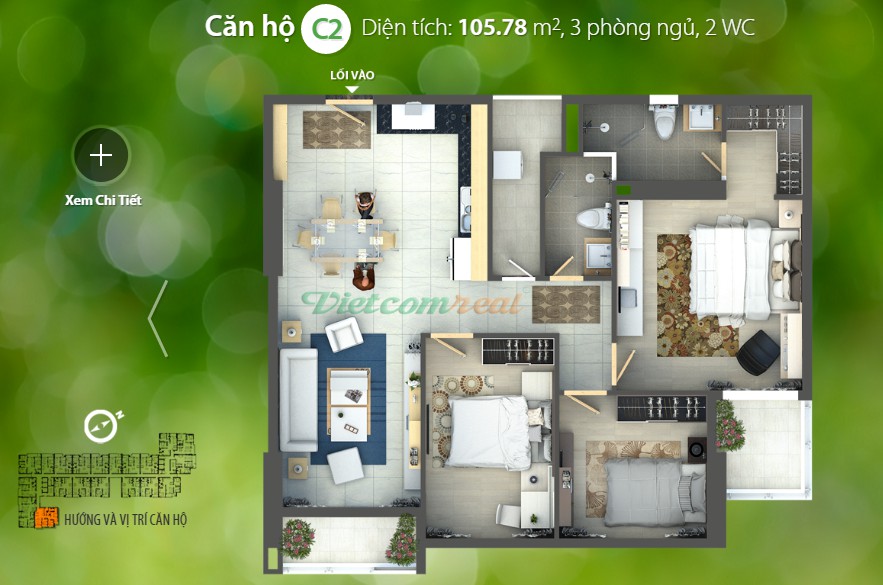 Căn hộ C2 Diện tích: 105.78 m², 3 phòng ngủ, 2 WC
LỐI VÀO
Xem Chi Tiết
Vietcomreal
N
HƯỚNG VÀ VỊ TRÍ CĂN HỘ